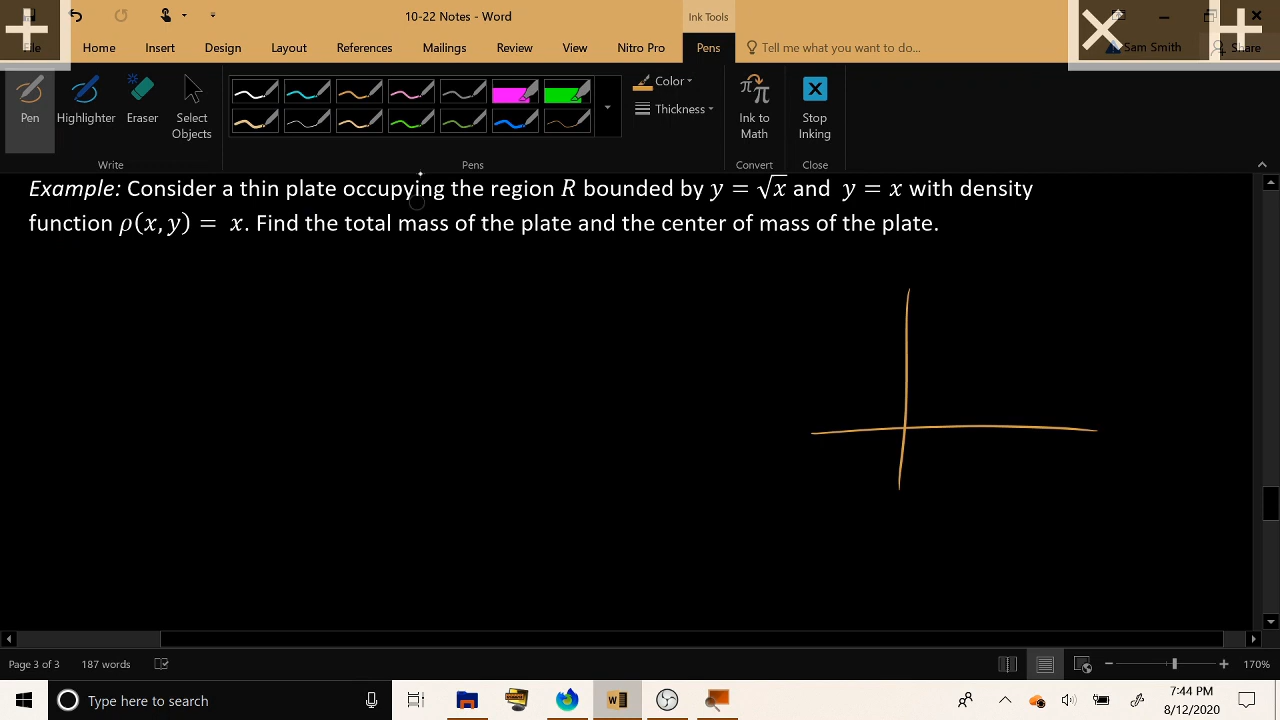 10-22 Notes - Word
Ink Tools
File Home Insert Design Layout References Mailings Review View Nitro Pro Pens Tell me what you want to do... Sam Smith Share
Pen
Highlighter
Eraser
Select Objects
Color
Thickness
Ink to Math
Stop Inking
Write Pens Convert Close
Example: Consider a thin plate occupying the region R bounded by y = √x and y = x with density
function ρ(x, y) = x. Find the total mass of the plate and the center of mass of the plate.
Page 3 of 3 187 words 170%
Type here to search
7:44 PM
8/12/2020